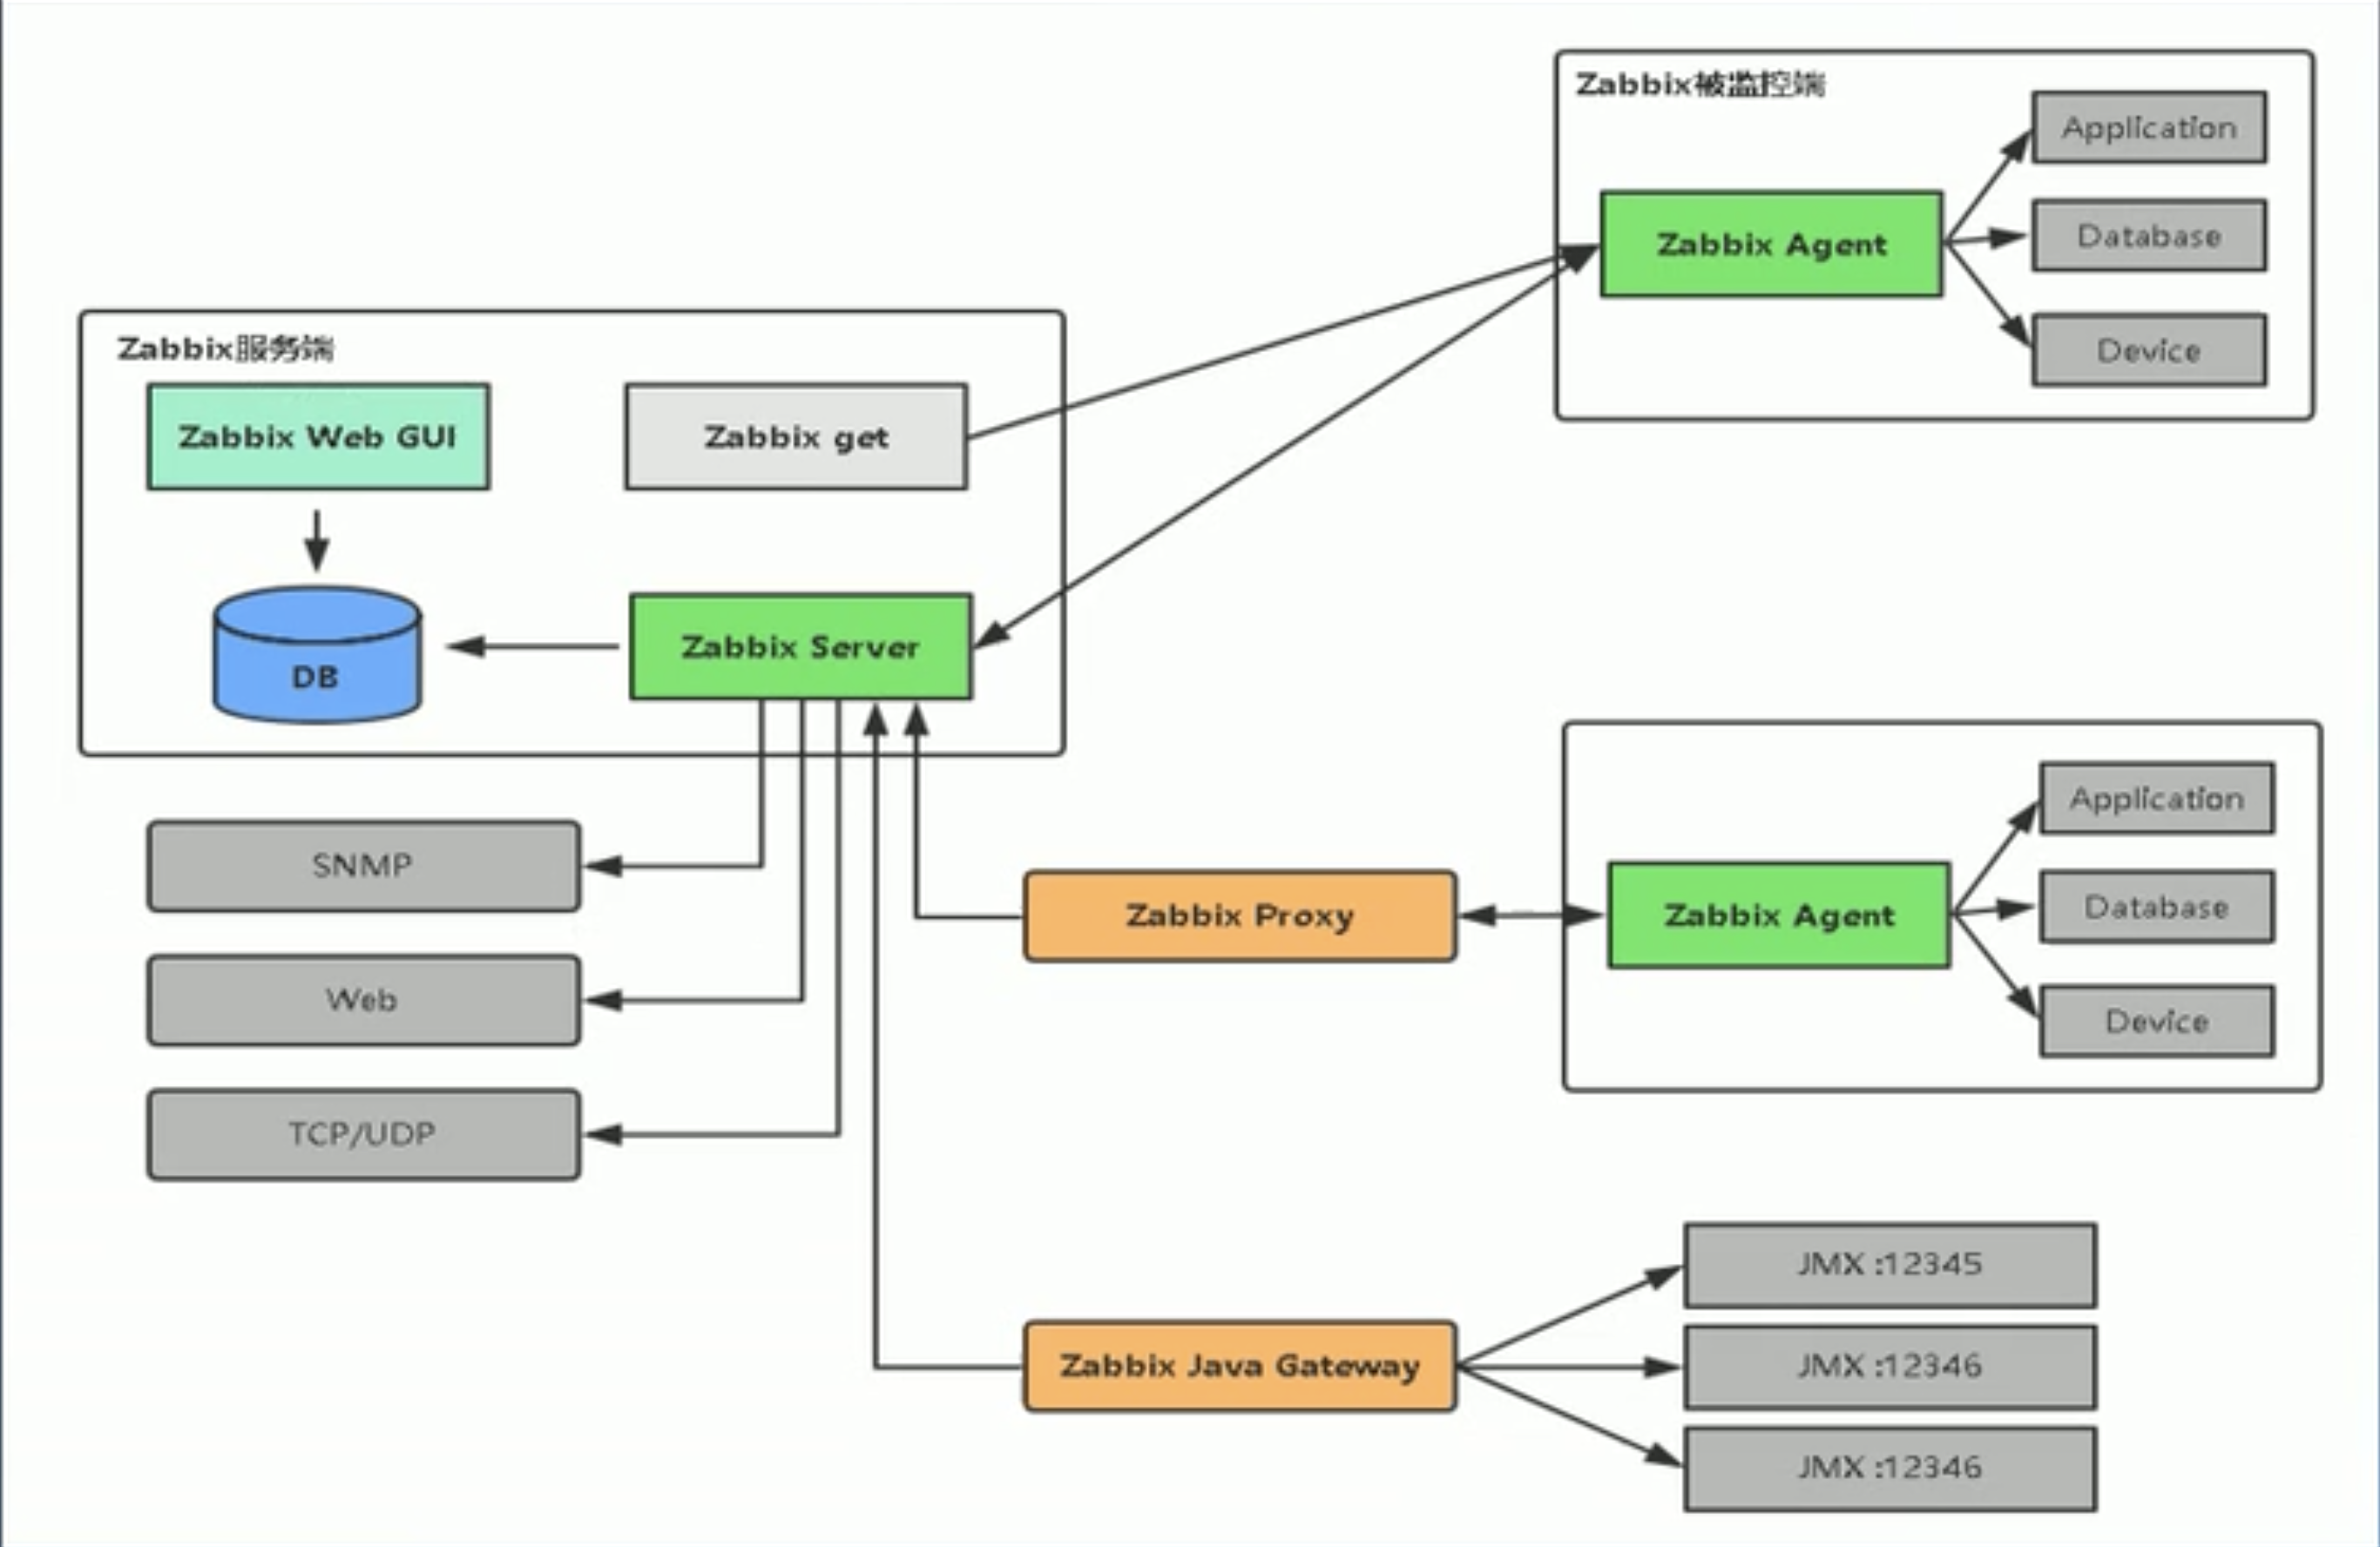 Zabbix被监控端
Application
Zabbix Agent
Database
Device
Zabbix服务端
Zabbix Web GUI
Zabbix get
DB
Zabbix Server
SNMP
Web
TCP/UDP
Zabbix Proxy
Zabbix Agent
Application
Database
Device
Zabbix Java Gateway
JMX :12345
JMX :12346
JMX :12346